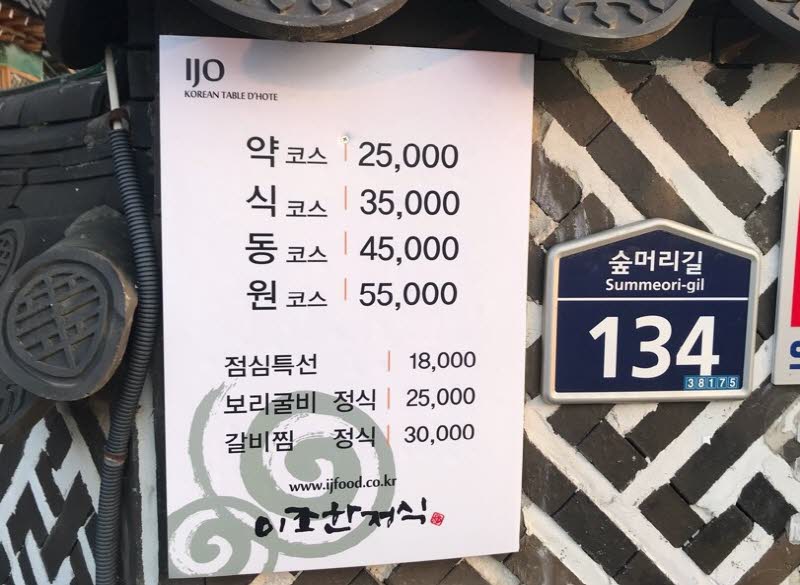 IJO
KOREAN TABLE D'HOTE
약 코스 25,000
식 코스 35,000
동 코스 45,000
원 코스 55,000
점심특선 18,000
보리굴비 정식 25,000
갈비찜 정식 30,000
www.ijfood.co.kr
이조한정식
숲머리길
Summeori-gil
134
38175